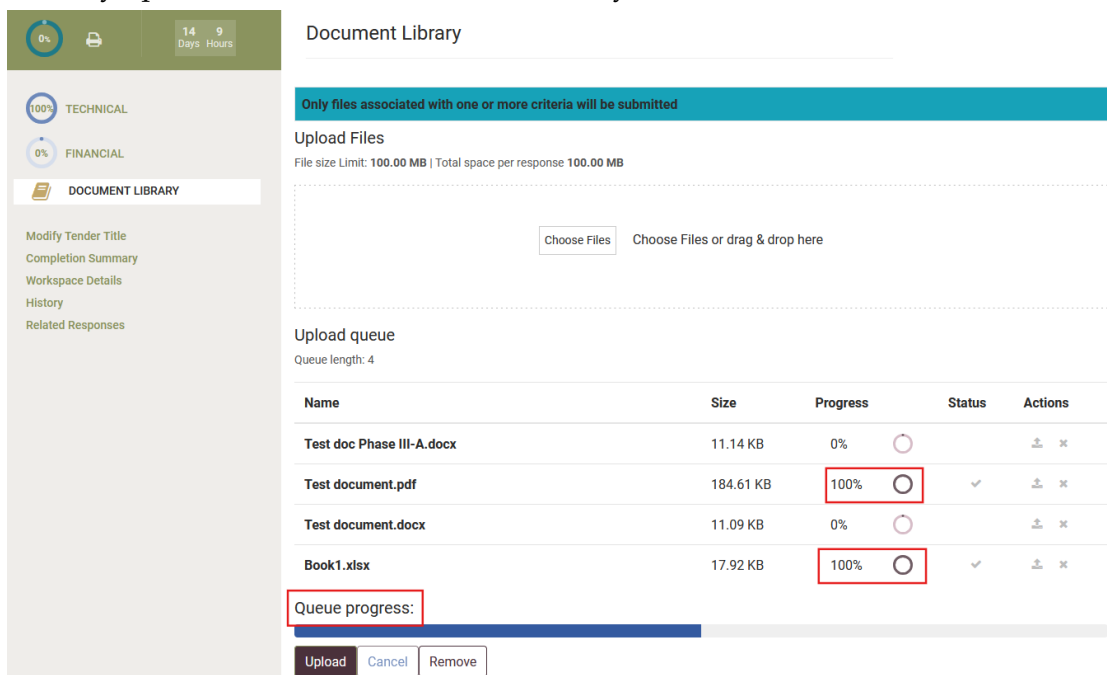 0%
14 9
Days Hours
Document Library
100% TECHNICAL
0% FINANCIAL
DOCUMENT LIBRARY
Modify Tender Title
Completion Summary
Workspace Details
History
Related Responses
Only files associated with one or more criteria will be submitted
Upload Files
File size Limit: 100.00 MB | Total space per response 100.00 MB
Choose Files Choose Files or drag & drop here
Upload queue
Queue length: 4
Name Size Progress Status Actions
Test doc Phase III-A.docx 11.14 KB 0%
Test document.pdf 184.61 KB 100%
Test document.docx 11.09 KB 0%
Book1.xlsx 17.92 KB 100%
Queue progress:
Upload Cancel Remove